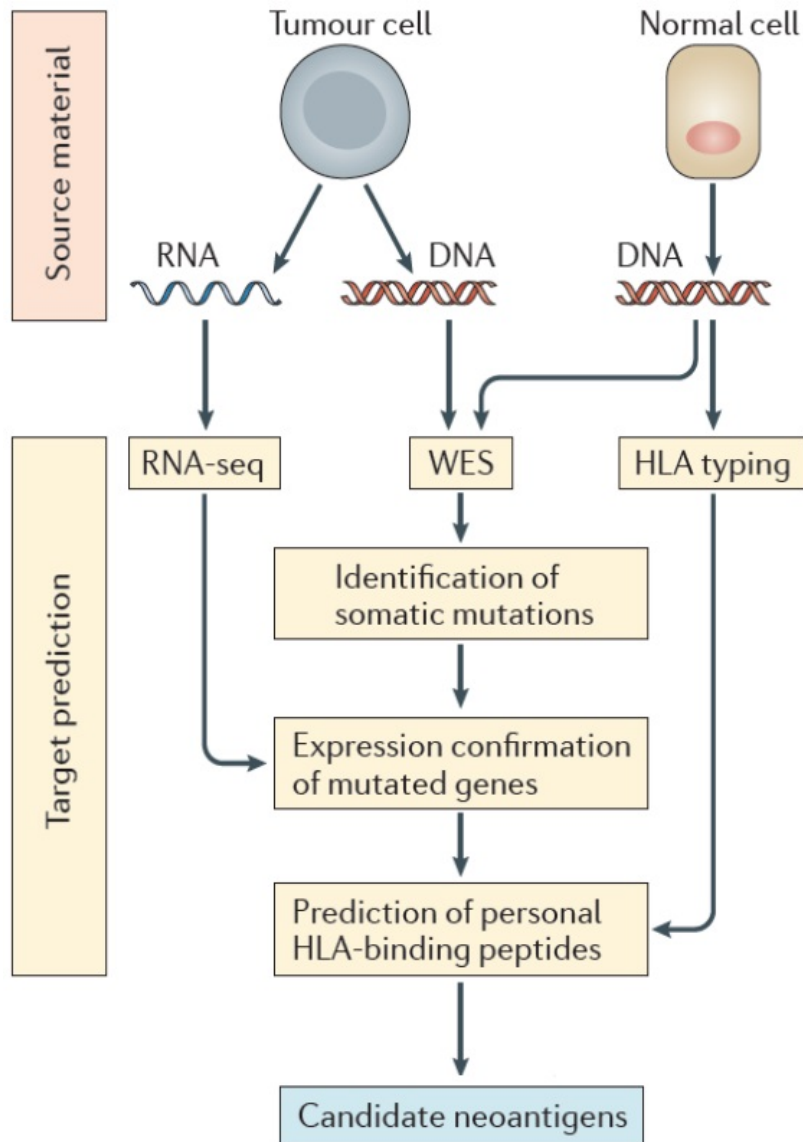 Tumour cell
Normal cell
Source material
RNA
DNA
DNA
RNA-seq
WES
HLA typing
Target prediction
Identification of
somatic mutations
Expression confirmation
of mutated genes
Prediction of personal
HLA-binding peptides
Candidate neoantigens